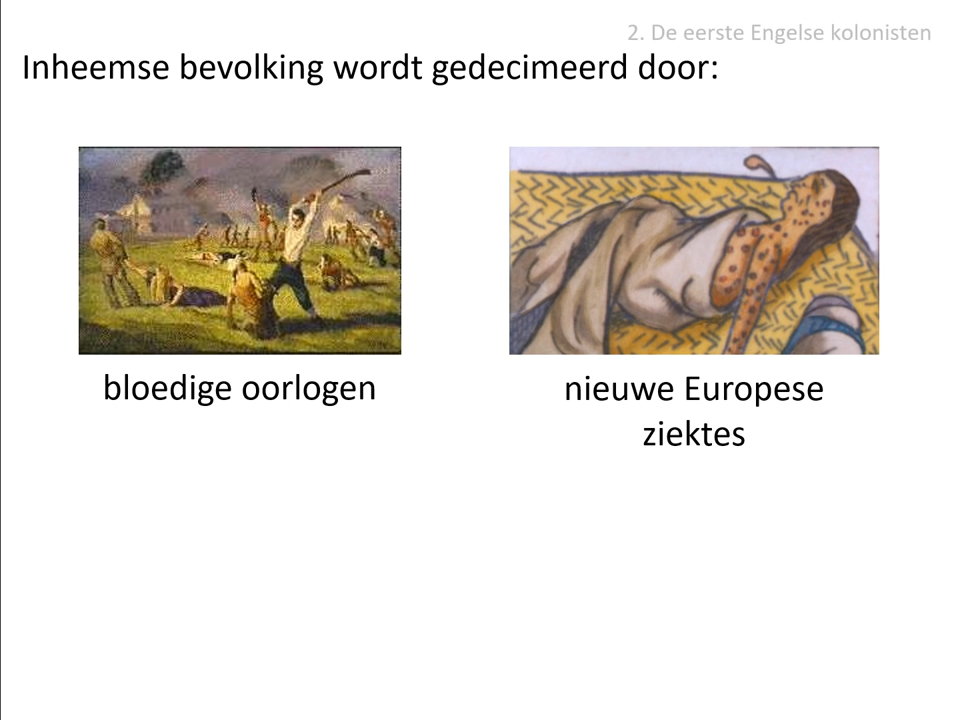 2. De eerste Engelse kolonisten
Inheemse bevolking wordt gedecimeerd door:
bloedige oorlogen
nieuwe Europese
ziektes